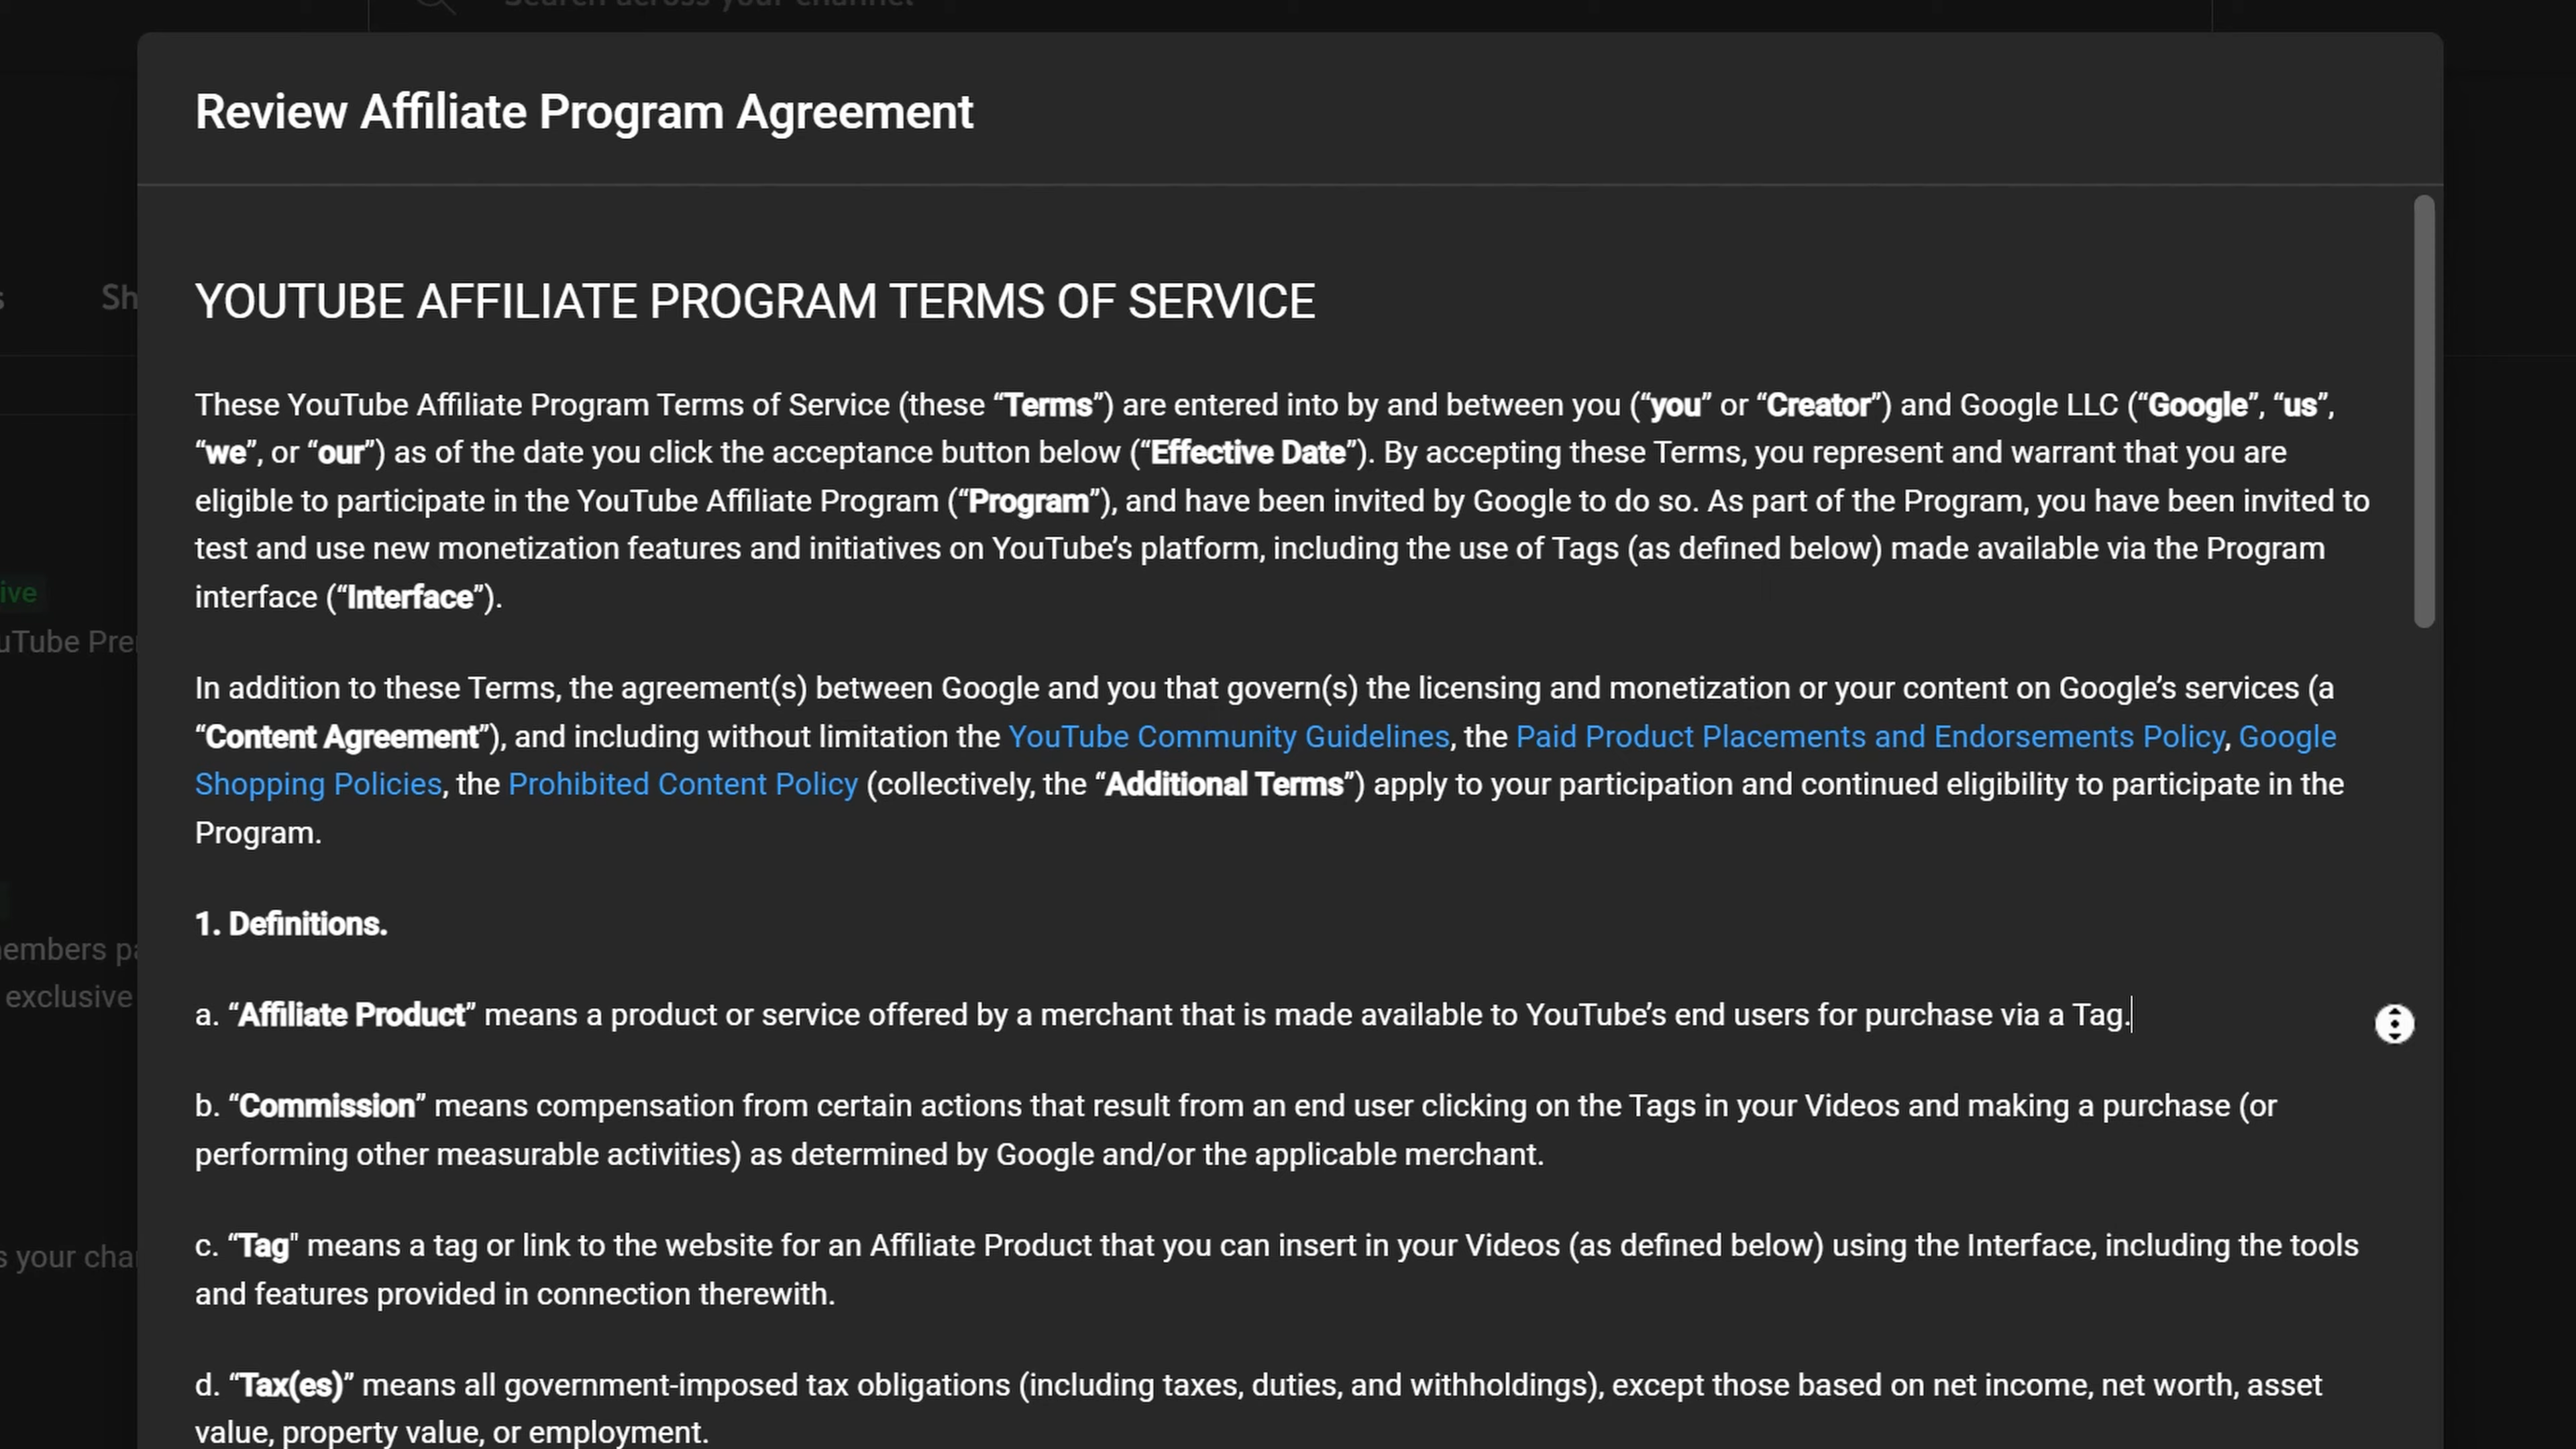 Search across your channel
Review Affiliate Program Agreement
YOUTUBE AFFILIATE PROGRAM TERMS OF SERVICE
These YouTube Affiliate Program Terms of Service (these “Terms”) are entered into by and between you (“you” or “Creator”) and Google LLC (“Google”, “us”,
“we”, or “our”) as of the date you click the acceptance button below (“Effective Date”). By accepting these Terms, you represent and warrant that you are
eligible to participate in the YouTube Affiliate Program (“Program”), and have been invited by Google to do so. As part of the Program, you have been invited to
test and use new monetization features and initiatives on YouTube’s platform, including the use of Tags (as defined below) made available via the Program
interface (“Interface”).
In addition to these Terms, the agreement(s) between Google and you that govern(s) the licensing and monetization or your content on Google’s services (a
“Content Agreement”), and including without limitation the YouTube Community Guidelines, the Paid Product Placements and Endorsements Policy, Google
Shopping Policies, the Prohibited Content Policy (collectively, the “Additional Terms”) apply to your participation and continued eligibility to participate in the
Program.
1. Definitions.
a. “Affiliate Product” means a product or service offered by a merchant that is made available to YouTube’s end users for purchase via a Tag.
b. “Commission” means compensation from certain actions that result from an end user clicking on the Tags in your Videos and making a purchase (or
performing other measurable activities) as determined by Google and/or the applicable merchant.
c. “Tag" means a tag or link to the website for an Affiliate Product that you can insert in your Videos (as defined below) using the Interface, including the tools
and features provided in connection therewith.
d. “Tax(es)” means all government-imposed tax obligations (including taxes, duties, and withholdings), except those based on net income, net worth, asset
value, property value, or employment.
s Sh
ive
uTube Prer
embers pa
exclusive
s your cha